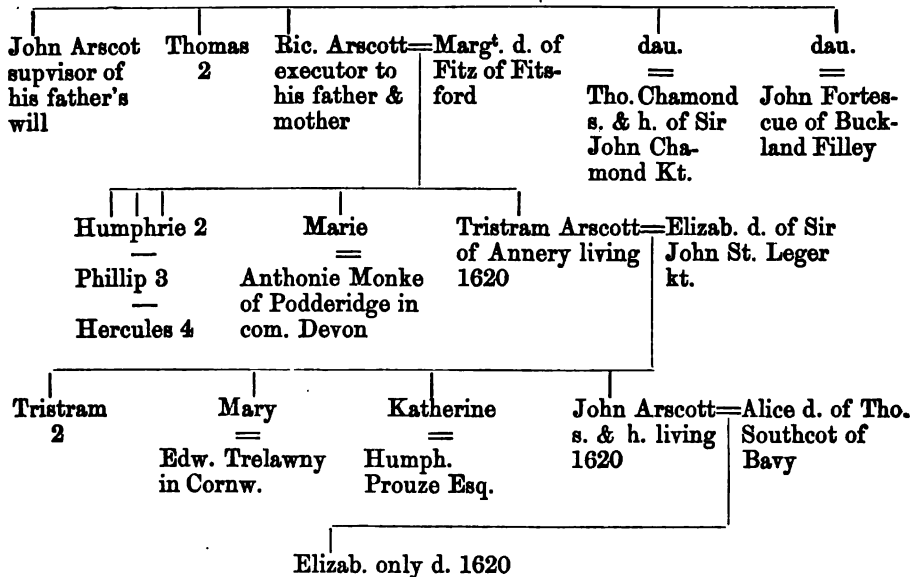 John Arscot
supvisor of
his father's
will
Thomas
2
Ric. Arscott=Margt. d. of
executor to
his father &
mother
Fitz of Fits-
ford
dau.
=
Tho. Chamond
s. & h. of Sir
John Cha-
mond Kt.
dau.
=
John Fortes-
cue of Buck-
land Filley
Humphrie 2
—
Phillip 3
—
Hercules 4
Marie
=
Anthonie Monke
of Podderidge in
com. Devon
Tristram Arscott=Elizab. d. of Sir
of Annery living
1620
John St. Leger
kt.
Tristram
2
Mary
=
Edw. Trelawny
in Cornw.
Katherine
=
Humph.
Prouze Esq.
John Arscott=Alice d. of Tho.
s. & h. living
1620
Southcot of
Bavy
Elizab. only d. 1620